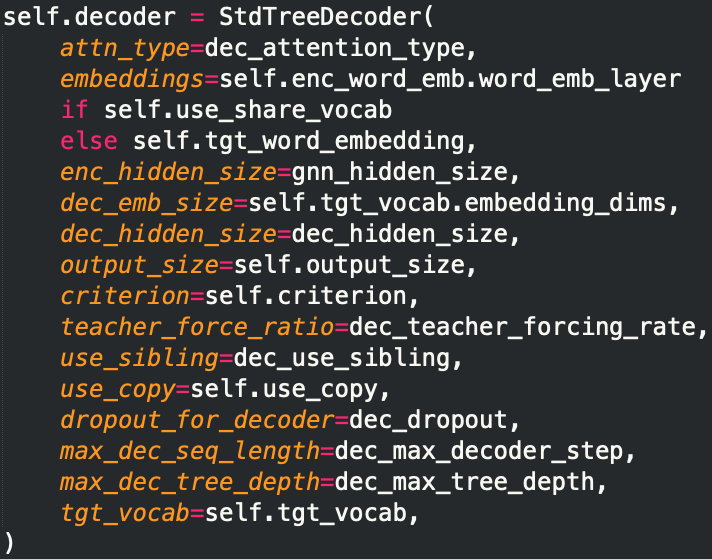 self.decoder = StdTreeDecoder(
    attn_type=dec_attention_type,
    embeddings=self.enc_word_emb.word_emb_layer
    if self.use_share_vocab
    else self.tgt_word_embedding,
    enc_hidden_size=gnn_hidden_size,
    dec_emb_size=self.tgt_vocab.embedding_dims,
    dec_hidden_size=dec_hidden_size,
    output_size=self.output_size,
    criterion=self.criterion,
    teacher_force_ratio=dec_teacher_forcing_rate,
    use_sibling=dec_use_sibling,
    use_copy=self.use_copy,
    dropout_for_decoder=dec_dropout,
    max_dec_seq_length=dec_max_decoder_step,
    max_dec_tree_depth=dec_max_tree_depth,
    tgt_vocab=self.tgt_vocab,
)